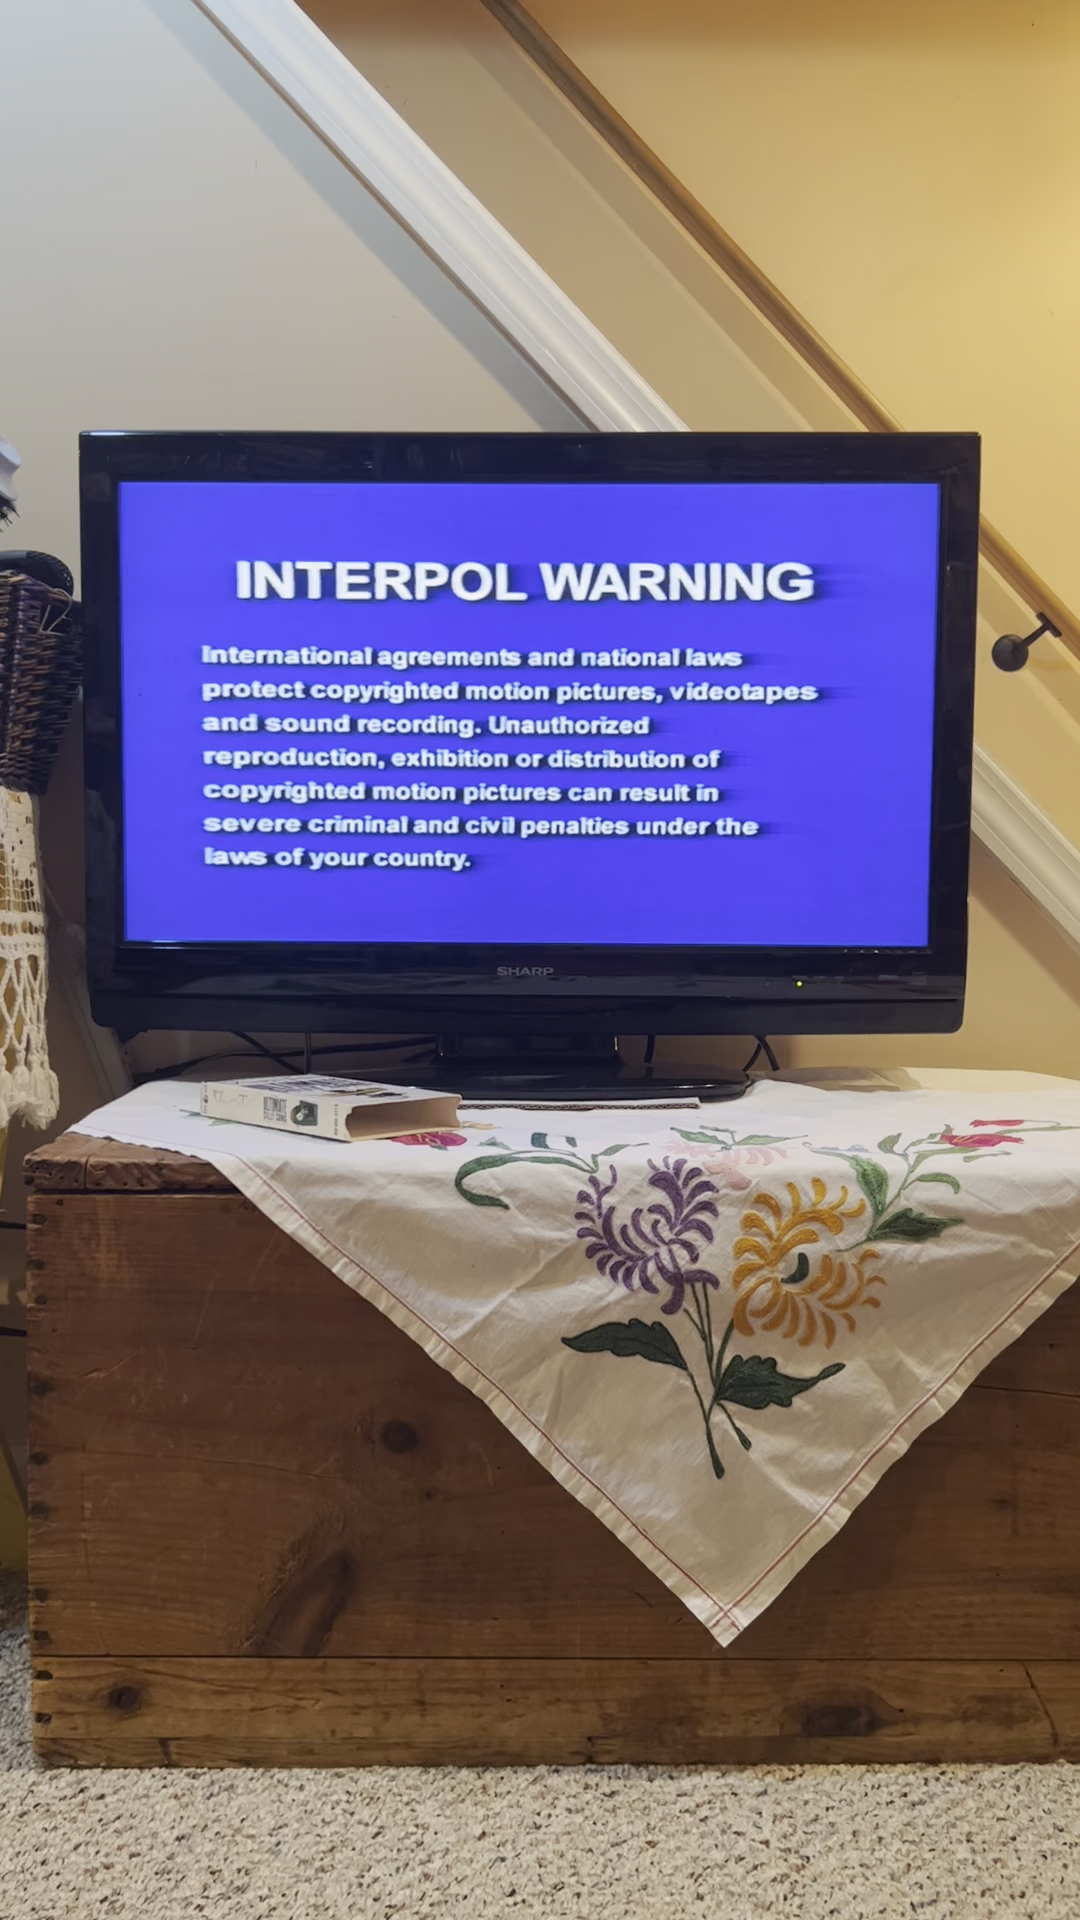 INTERPOL WARNING
International agreements and national laws
protect copyrighted motion pictures, videotapes
and sound recording. Unauthorized
reproduction, exhibition or distribution of
copyrighted motion pictures can result in
severe criminal and civil penalties under the
laws of your country.
SHARP
ULTIMATE